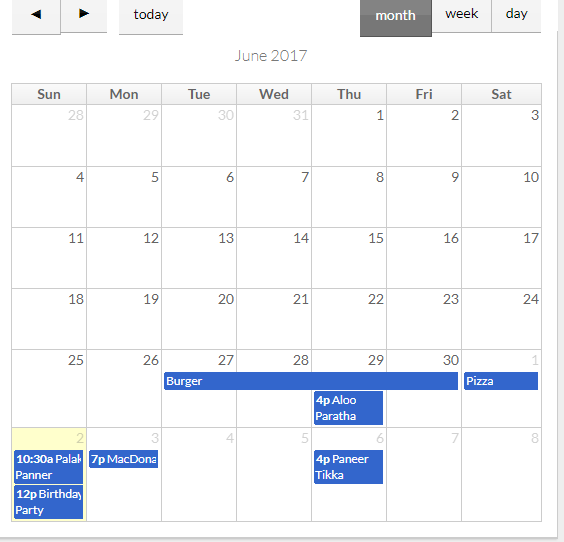 ◄ ► today month week day
June 2017
Sun Mon Tue Wed Thu Fri Sat
28 29 30 31 1 2 3
4 5 6 7 8 9 10
11 12 13 14 15 16 17
18 19 20 21 22 23 24
25 26 27 28 29 30 1
Burger Pizza
4p Aloo
Paratha
2 3 4 5 6 7 8
10:30a Palak 7p MacDona 4p Paneer
Panner Tikka
12p Birthday
Party